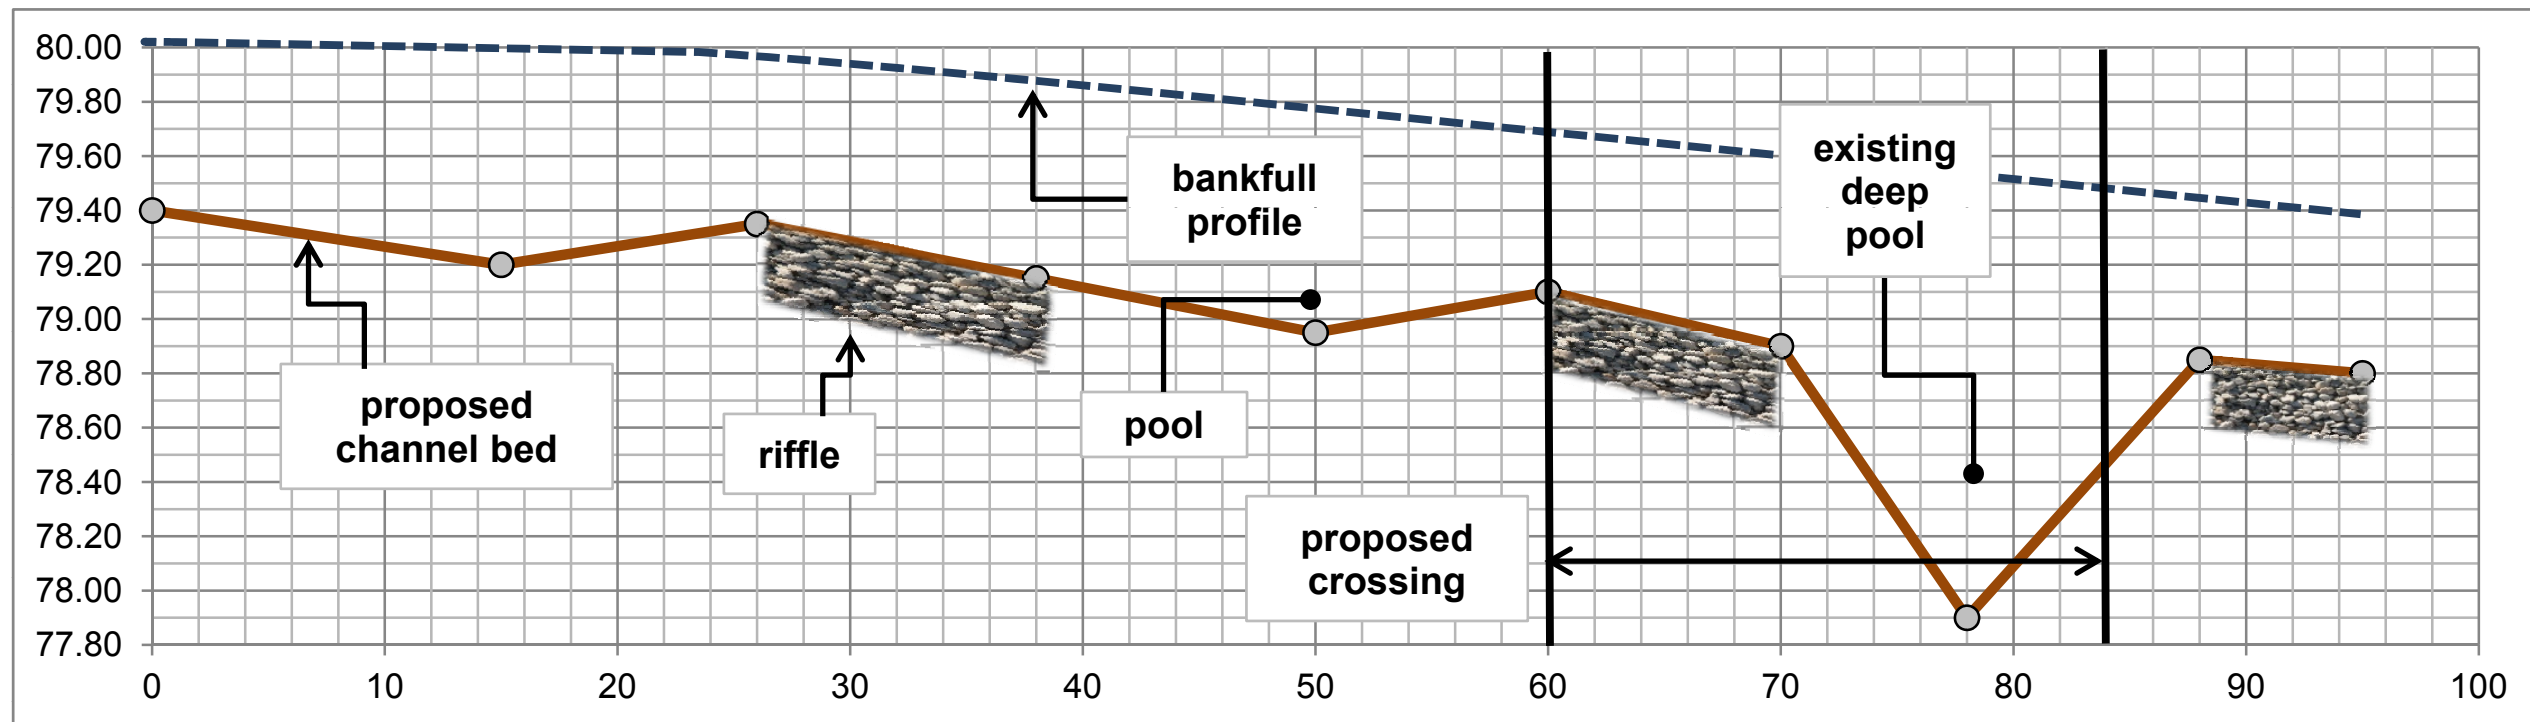 80.00
79.80
79.60
79.40
79.20
79.00
78.80
78.60
78.40
78.20
78.00
77.80
0 10 20 30 40 50 60 70 80 90 100
proposed
channel bed
riffle
pool
bankfull
profile
proposed
crossing
existing
deep
pool